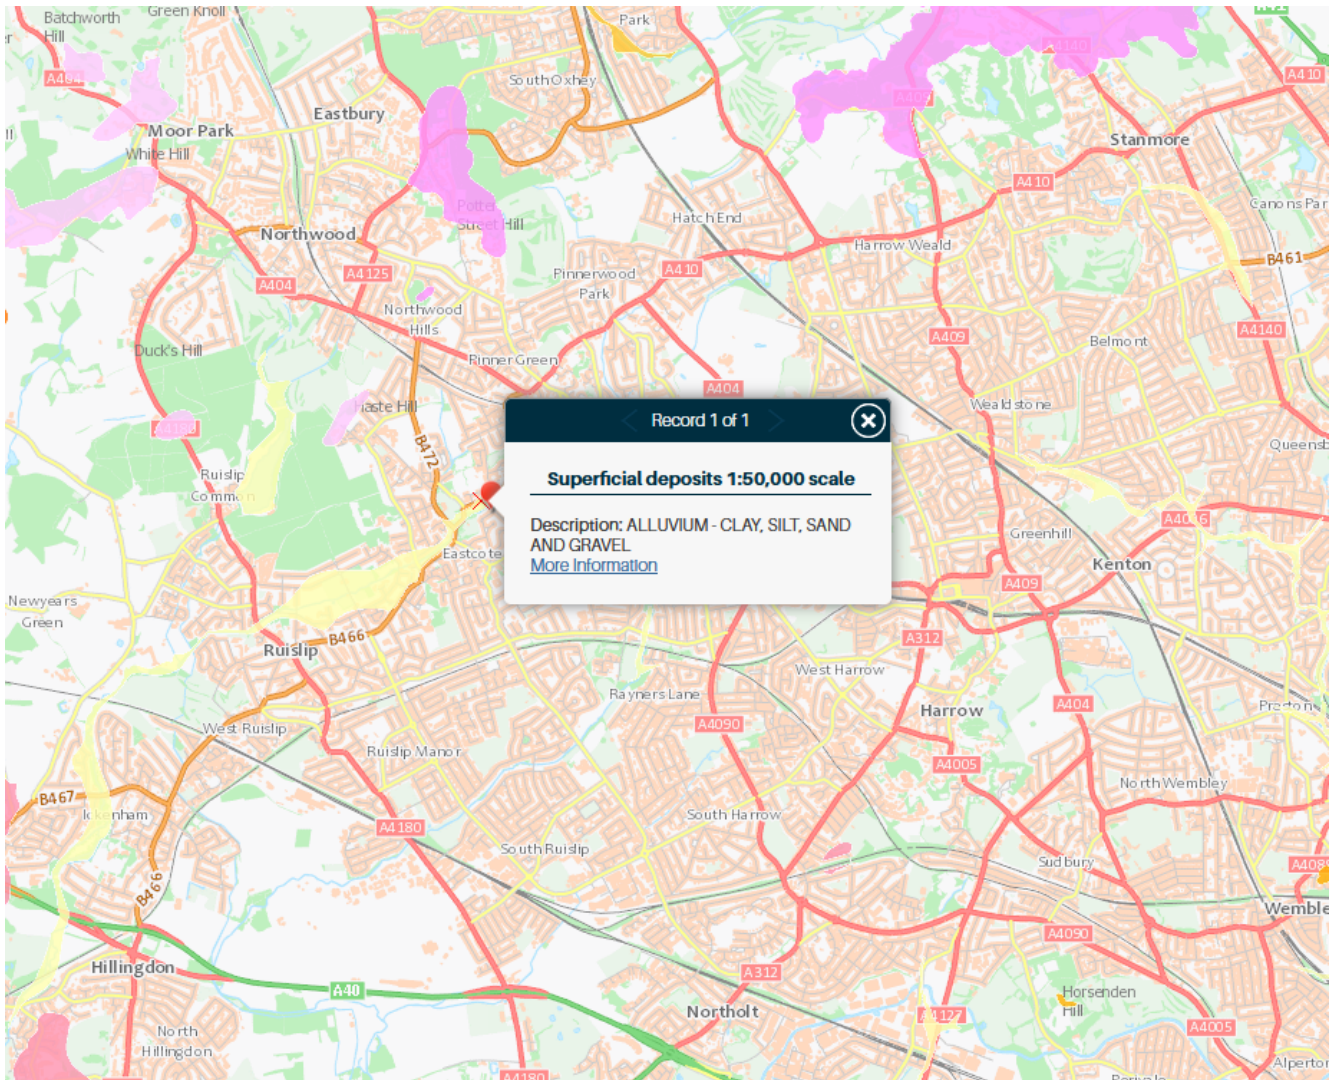 Batchworth
Hill
Green Knoll
Park
A41
A404
South Oxhey
A4140
A410
Eastbury
A409
Moor Park
White Hill
Stanmore
A410
Potter
Street Hill
Hatch End
Canons Par
Northwood
Harrow Weald
B461
A404
A4125
Pinnerwood
Park
A410
Northwood
Hills
A409
A4140
Belmont
Duck's Hill
Pinner Green
A404
Haste Hill
Wealdstone
A4180
B472
Queensb
Ruislip
Common
Record 1 of 1
Superficial deposits 1:50,000 scale
Description: ALLUVIUM - CLAY, SILT, SAND
AND GRAVEL
More Information
A4006
Greenhill
Eastcote
Kenton
A409
Newyears
Green
B466
Ruislip
A312
West Harrow
Rayners Lane
Harrow
A404
Preston
A4090
West Ruislip
Ruislip Manor
A4005
B467
North Wembley
Ickenham
South Harrow
A4180
South Ruislip
Sudbury
A408
B466
Wemble
A4090
Hillingdon
A312
A40
Horsenden
Hill
Northolt
A4127
A4005
North
Hillingdon
Alperto
A4180